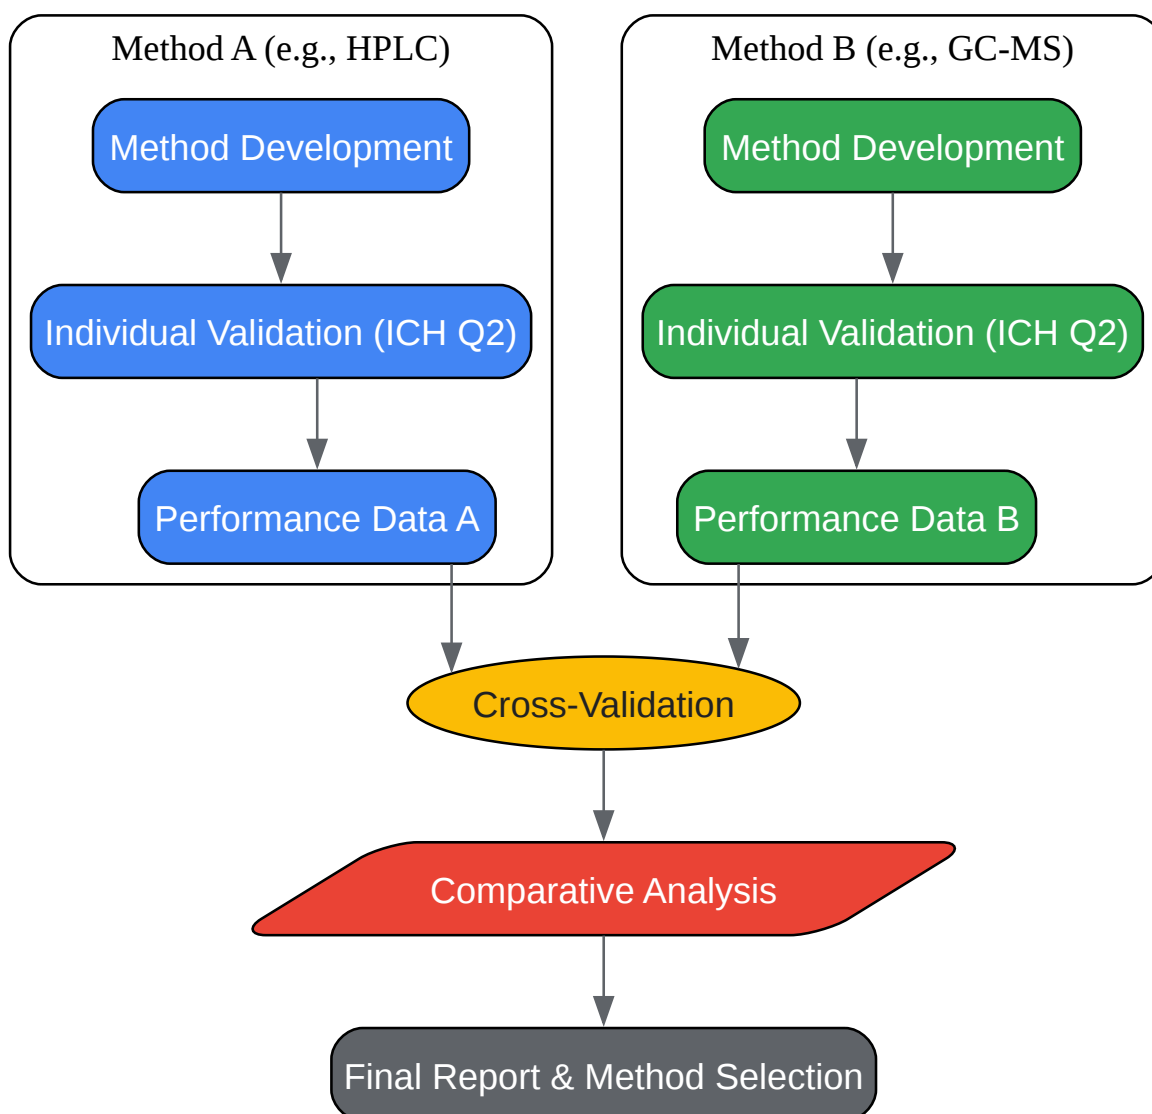 Method A (e.g., HPLC)
Method Development
Individual Validation (ICH Q2)
Performance Data A
Method B (e.g., GC-MS)
Method Development
Individual Validation (ICH Q2)
Performance Data B
Cross-Validation
Comparative Analysis
Final Report & Method Selection